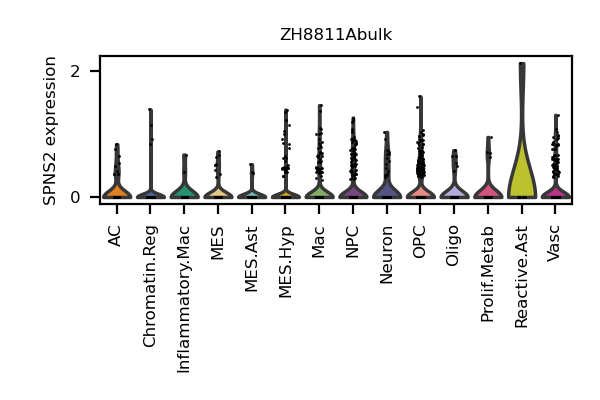 ZH8811Abulk
SPNS2 expression
2
0
AC
Chromatin.Reg
Inflammatory.Mac
MES
MES.Ast
MES.Hyp
Mac
NPC
Neuron
OPC
Oligo
Prolif.Metab
Reactive.Ast
Vasc